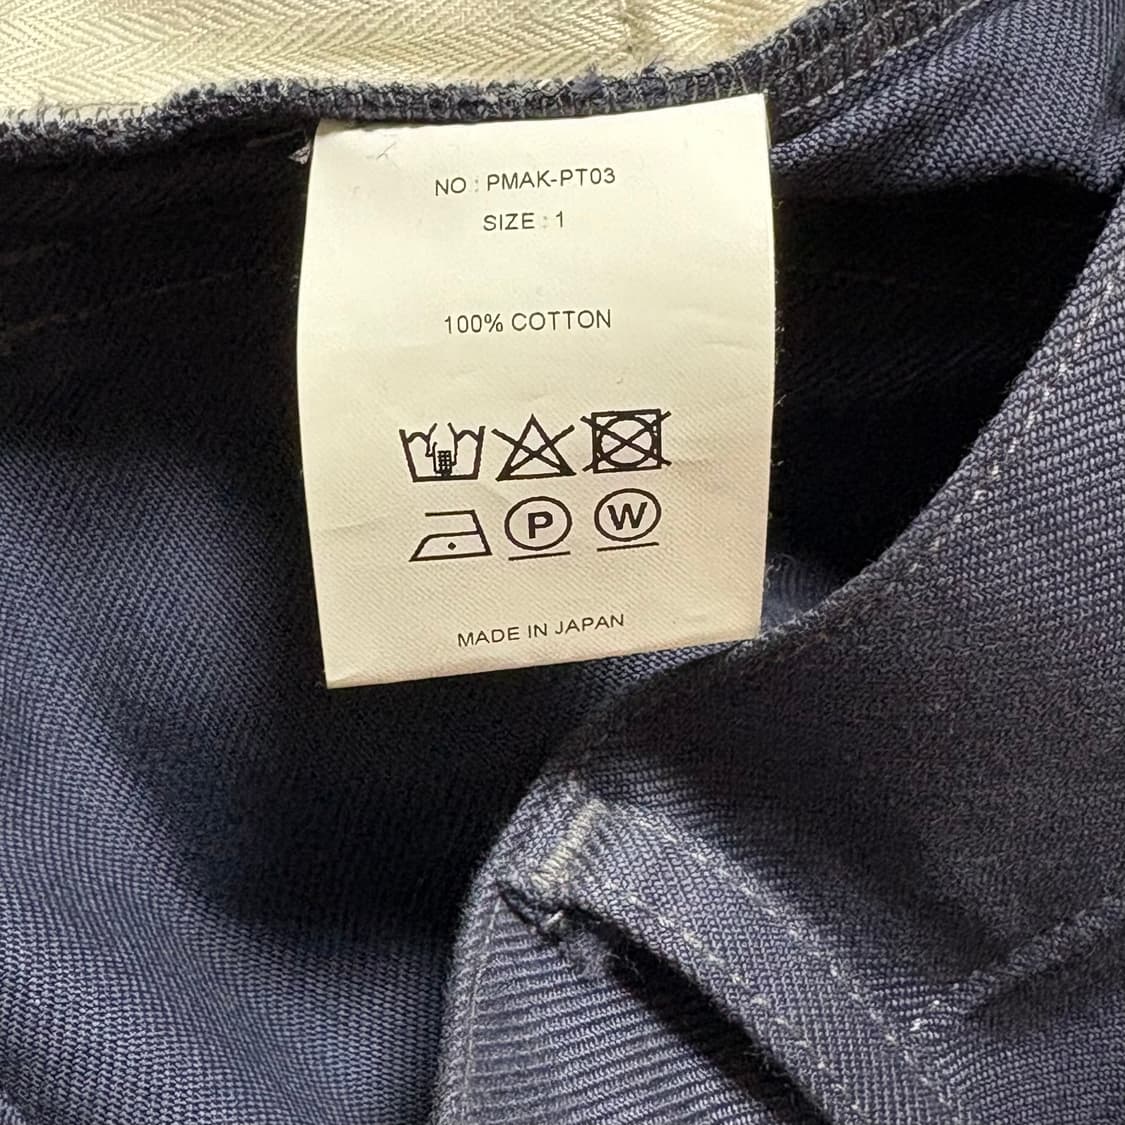 NO : PMAK-PT03
SIZE : 1
100% COTTON
P W
MADE IN JAPAN